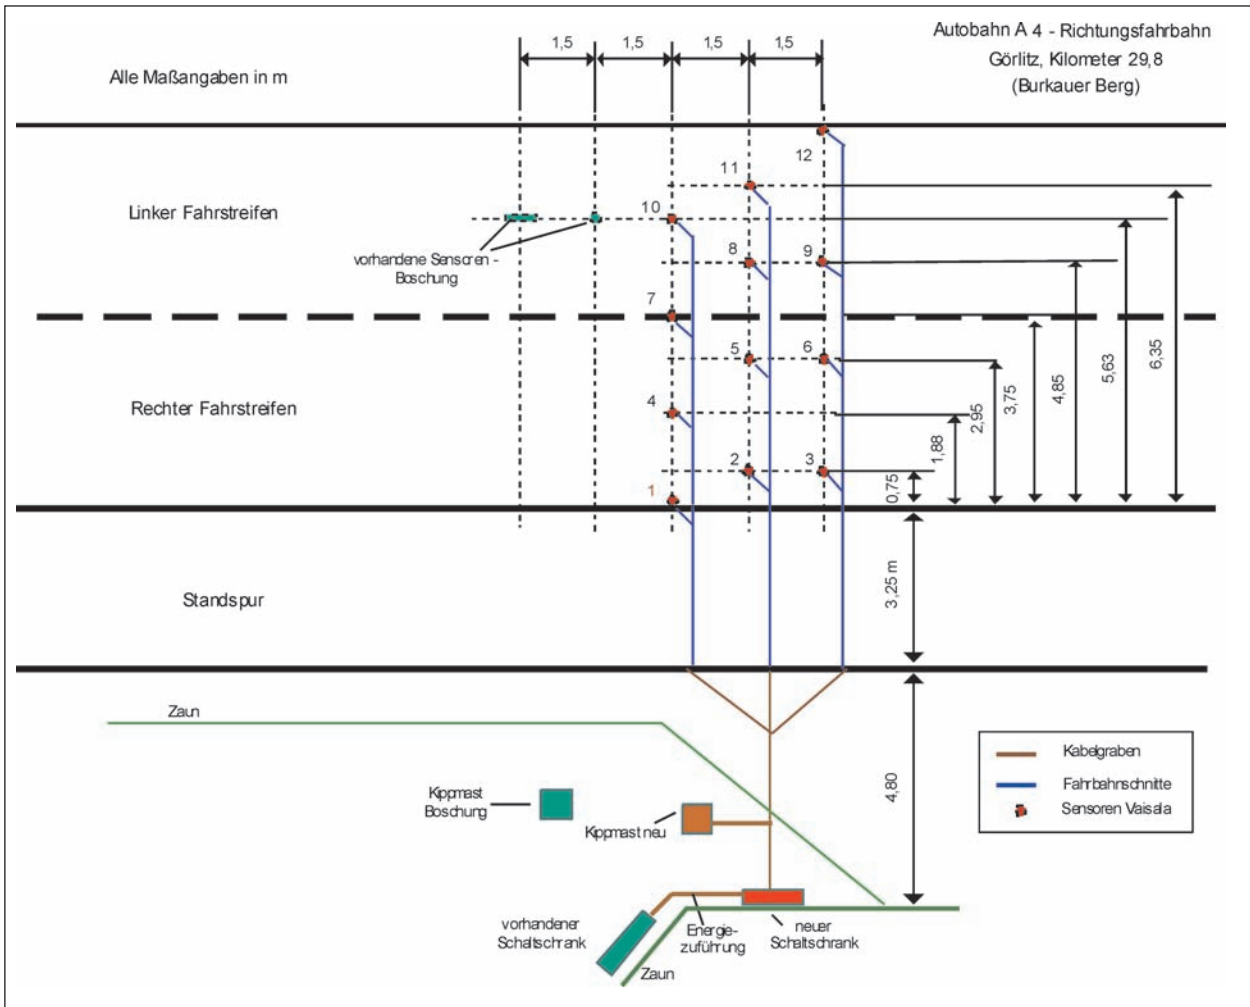 1,5
1,5
1,5
1,5
Autobahn A 4 - Richtungsfahrbahn
Görlitz, Kilometer 29,8
(Burkauer Berg)
Alle Maßangaben in m
12
11
Linker Fahrstreifen
10
vorhandene Sensoren -
Boschung
8
9
7
5
6
Rechter Fahrstreifen
4
2
3
1
0,75
1,88
2,95
3,75
4,85
5,63
6,35
Standspur
3,25 m
Zaun
4,80
Kabelgraben
Fahrbahnschnitte
Sensoren Vaisala
Kippmast
Boschung
Kippmast neu
vorhandener
Schaltschrank
Energie-
zuführung
neuer
Schaltschrank
Zaun